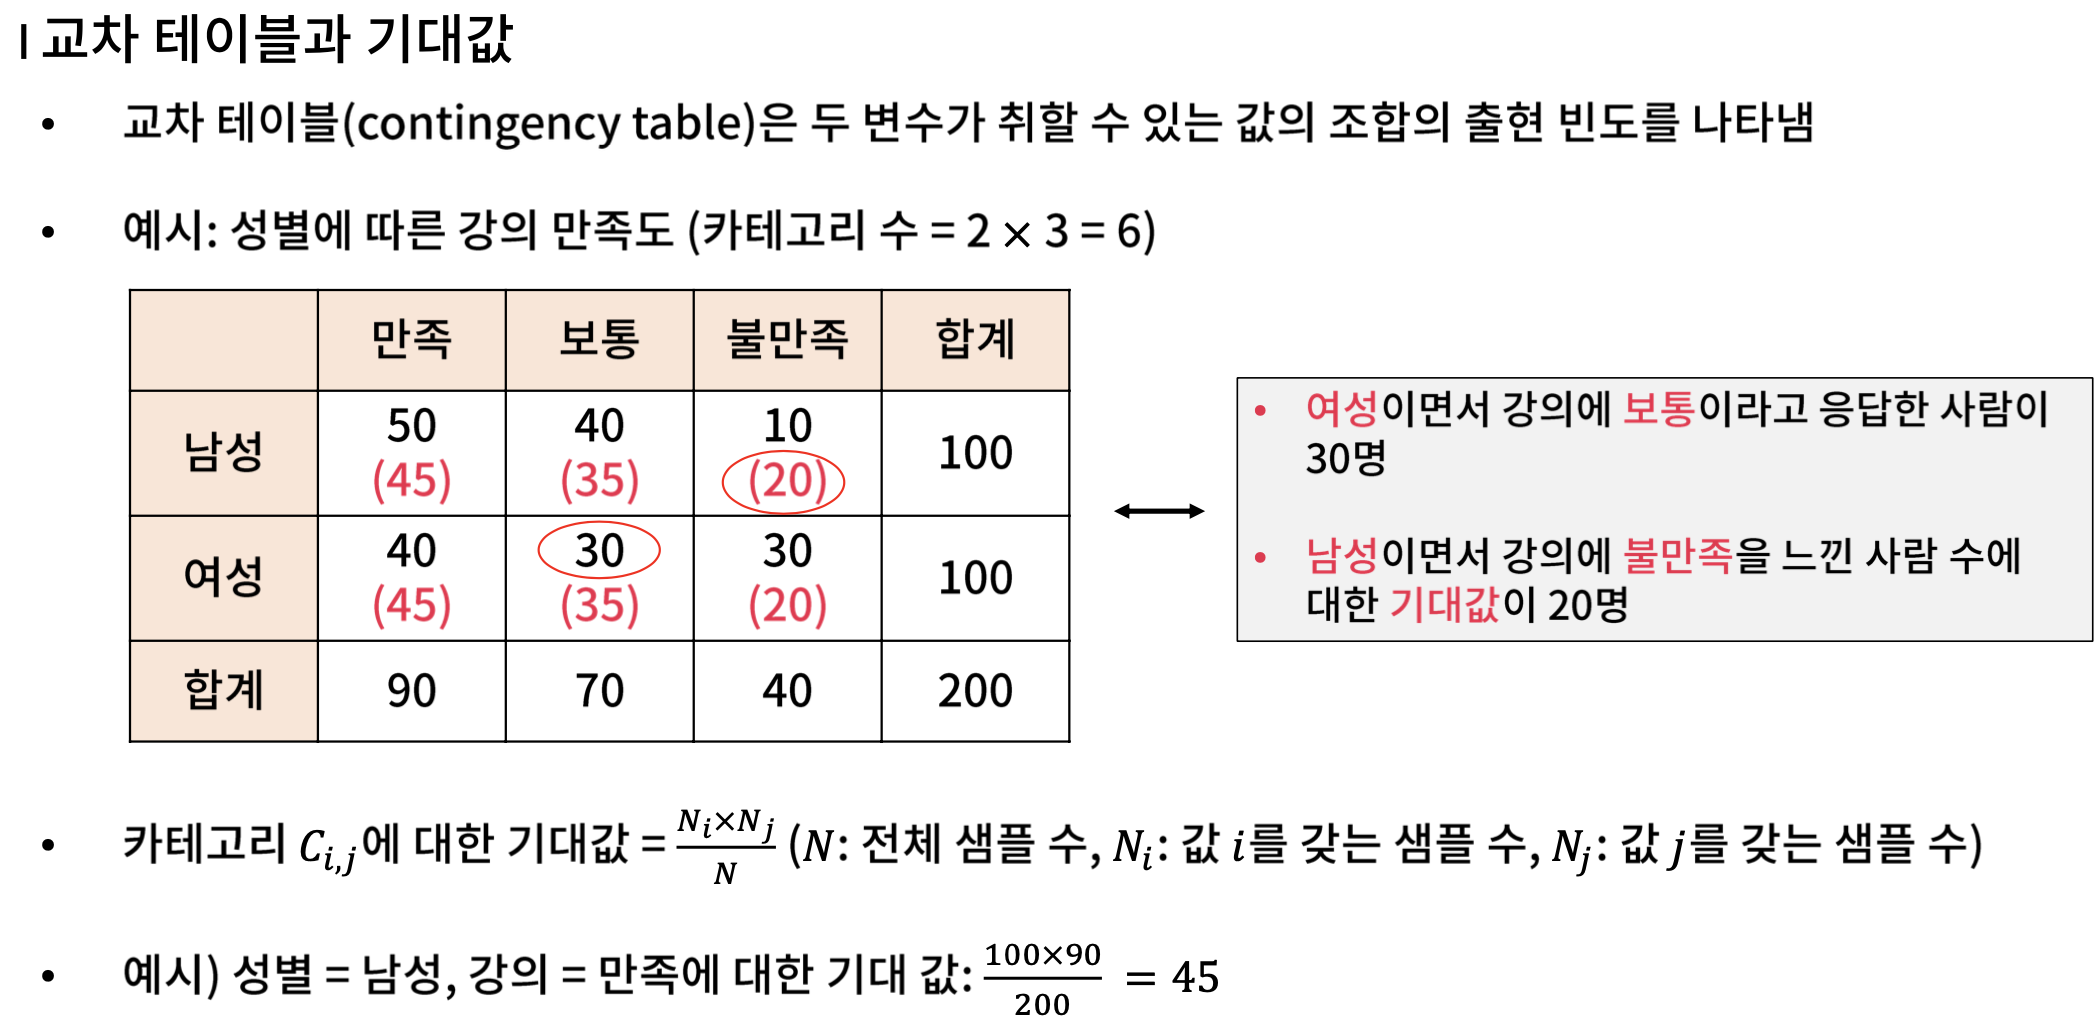 I 교차 테이블과 기대값
• 교차 테이블(contingency table)은 두 변수가 취할 수 있는 값의 조합의 출현 빈도를 나타냄
• 예시: 성별에 따른 강의 만족도 (카테고리 수 = 2 × 3 = 6)
만족 보통 불만족 합계
남성 50 40 10 100
(45) (35) (20)
여성 40 30 30 100
(45) (35) (20)
합계 90 70 40 200
• 여성이면서 강의에 보통이라고 응답한 사람이
30명
• 남성이면서 강의에 불만족을 느낀 사람 수에
대한 기대값이 20명
• 카테고리 C_{i,j}에 대한 기대값 = \frac{N_i×N_j}{N} (N: 전체 샘플 수, N_i: 값 i를 갖는 샘플 수, N_j: 값 j를 갖는 샘플 수)
• 예시) 성별 = 남성, 강의 = 만족에 대한 기대 값: \frac{100×90}{200} = 45